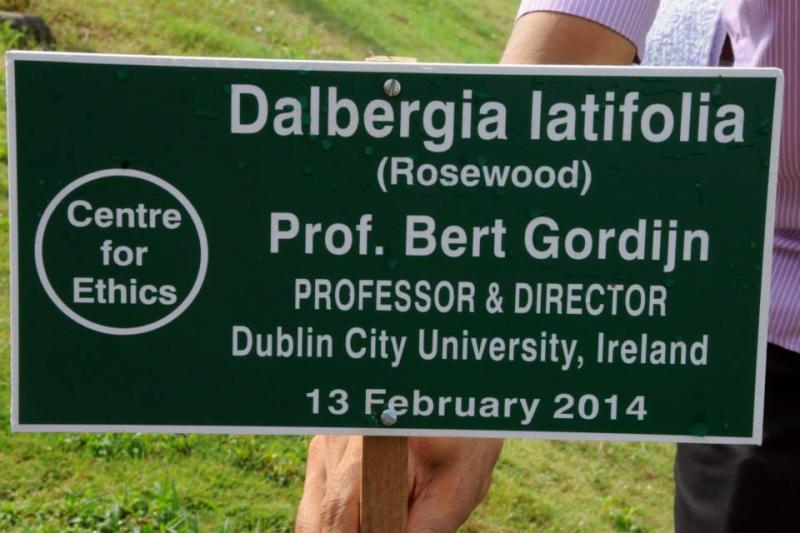 Dalbergia latifolia
(Rosewood)
Centre
for
Ethics
Prof. Bert Gordijn
PROFESSOR & DIRECTOR
Dublin City University, Ireland
13 February 2014